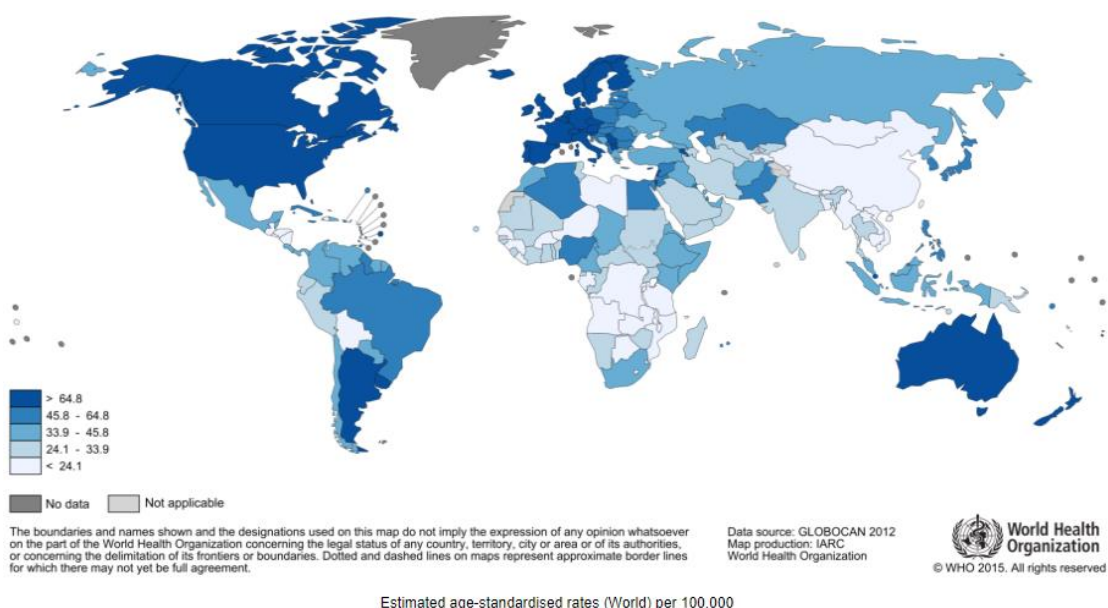 > 64.8
45.8 - 64.8
33.9 - 45.8
24.1 - 33.9
< 24.1
No data
Not applicable
The boundaries and names shown and the designations used on this map do not imply the expression of any opinion whatsoever
on the part of the World Health Organization concerning the legal status of any country, territory, city or area or of its authorities,
or concerning the delimitation of its frontiers or boundaries. Dotted and dashed lines on maps represent approximate border lines
for which there may not yet be full agreement.
Data source: GLOBOCAN 2012
Map production: IARC
World Health Organization
World Health
Organization
© WHO 2015. All rights reserved
Estimated age-standardised rates (World) per 100,000